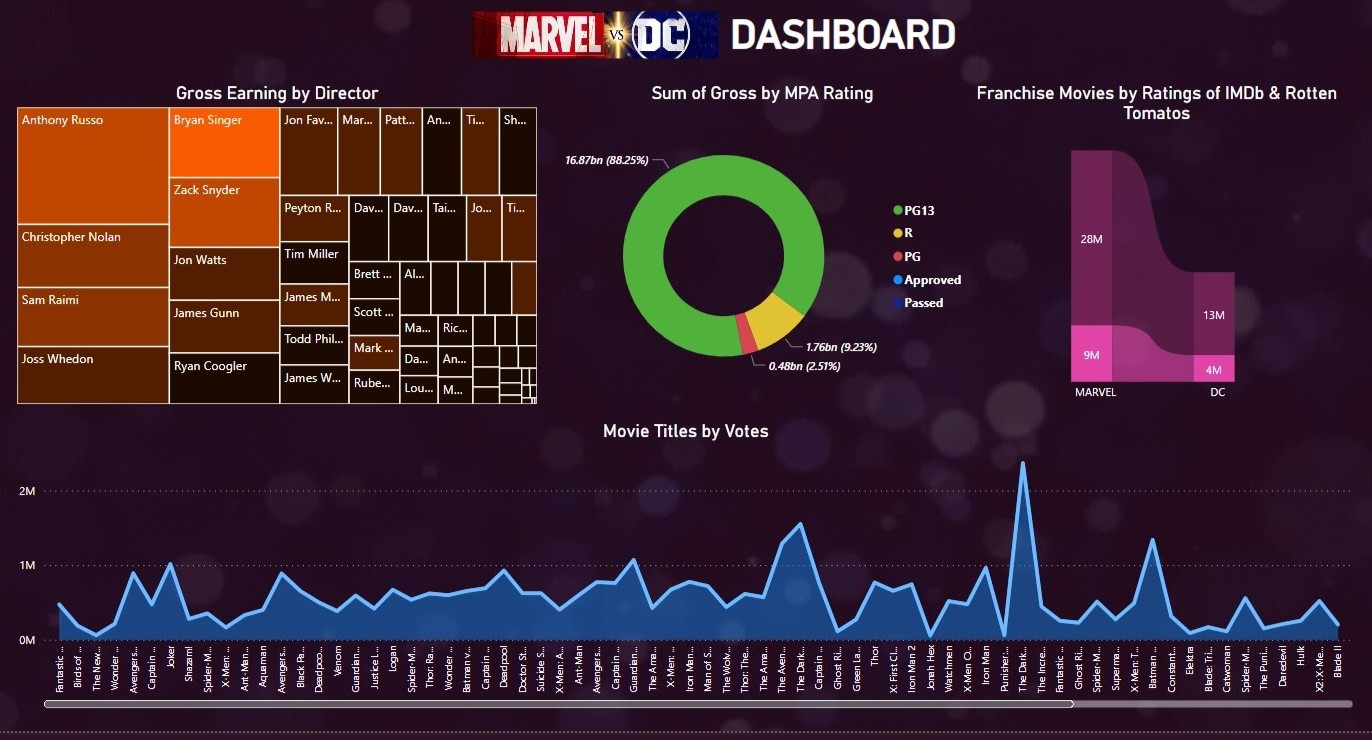 MARVEL VS DC DASHBOARD
Gross Earning by Director
Anthony Russo
Christopher Nolan
Sam Raimi
Joss Whedon
Bryan Singer
Zack Snyder
Jon Watts
James Gunn
Ryan Coogler
Jon Fav...
Mar...
Patt...
An...
Ti...
Sh...
Peyton R...
Tim Miller
James M...
Todd Phil...
James W...
Dav...
Dav...
Tai...
Jo...
Ti...
Brett ...
Scott ...
Mark ...
Rube...
Al...
Ma...
Ric...
Da...
An...
Lou...
M...
Sum of Gross by MPA Rating
16.87bn (88.25%)
1.76bn (9.23%)
0.48bn (2.51%)
PG13
R
PG
Approved
Passed
Franchise Movies by Ratings of IMDb & Rotten
Tomatos
28M
9M
13M
4M
MARVEL
DC
Movie Titles by Votes
2M
1M
0M
Fantastic ...
Birds of ...
The New...
Wonder ...
Avengers...
Captain ...
Joker
Shazam!
Spider-M...
X-Men: ...
Ant-Man...
Aquaman
Avengers...
Black Pa...
Deadpoo...
Venom
Guardian...
Justice L...
Logan
Spider-M...
Thor: Ra...
Wonder ...
Batman v...
Captain ...
Deadpool
Doctor St...
Suicide S...
X-Men: A...
Ant-Man
Avengers...
Captain ...
Guardian...
The Ama...
X-Men: ...
Iron Man...
Man of S...
The Wolv...
Thor: The...
The Ama...
The Aven...
The Dark...
Captain ...
Ghost Ri...
Green La...
Thor
X: First Cl...
Iron Man 2
Jonah Hex
Watchmen
X-Men O...
Iron Man
Punisher:...
The Dark...
The Incre...
Fantastic ...
Ghost Ri...
Spider-M...
Superma...
X-Men: T...
Batman ...
Constant...
Elektra
Blade: Tri...
Catwoman
Spider-M...
The Puni...
Daredevil
Hulk
X2: X-Me...
Blade II